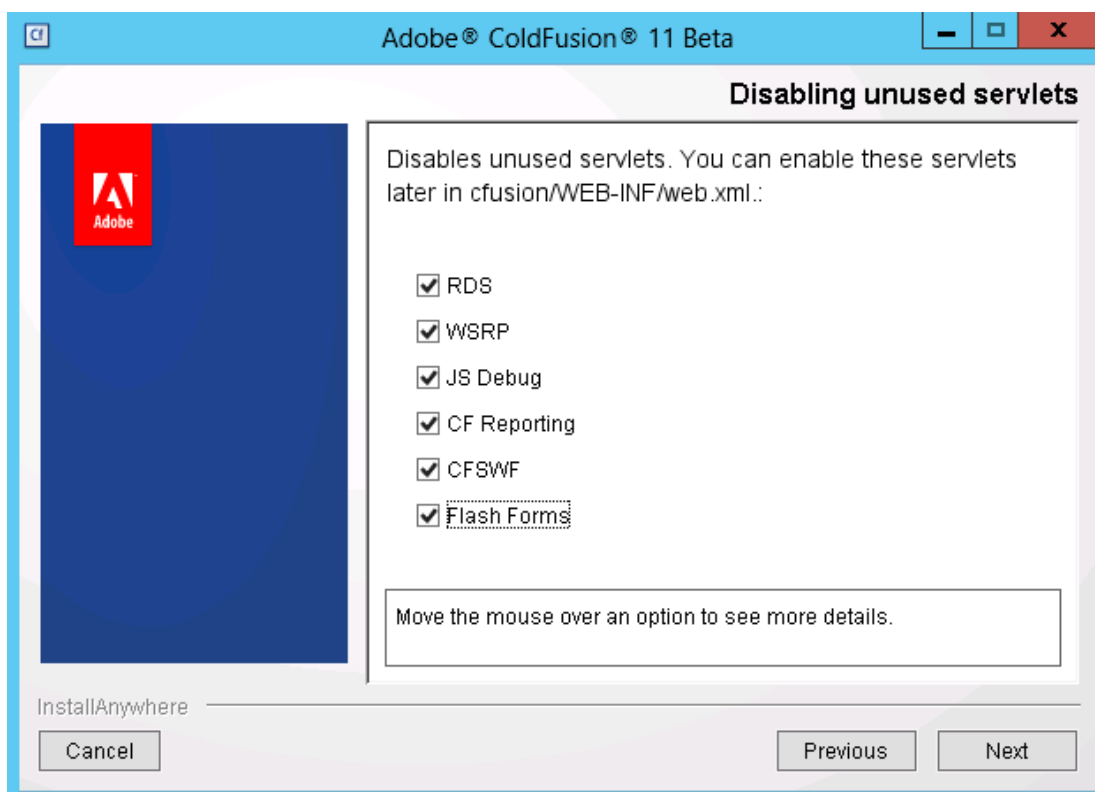 Cf
Adobe® ColdFusion® 11 Beta
Disabling unused servlets
Adobe
Disables unused servlets. You can enable these servlets
later in cfusion/WEB-INF/web.xml.:
RDS
WSRP
JS Debug
CF Reporting
CFSWF
Flash Forms
Move the mouse over an option to see more details.
InstallAnywhere
Cancel
Previous
Next